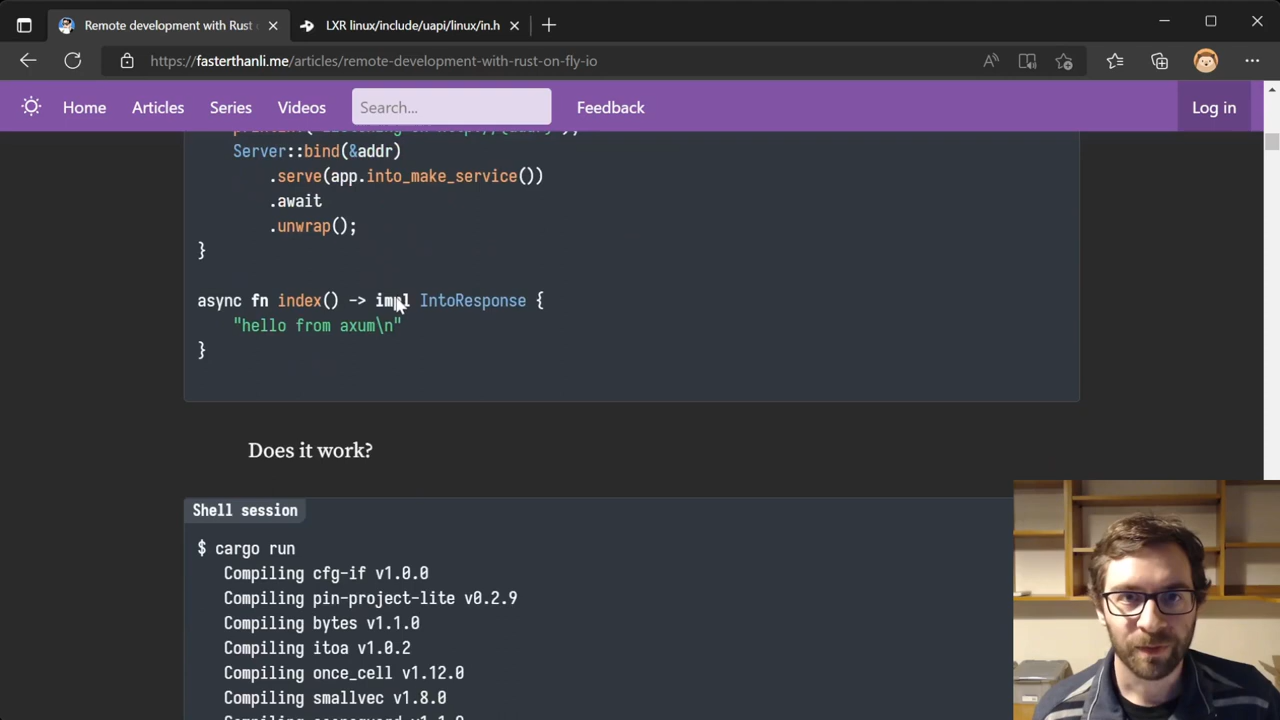 Remote development with Rust
LXR linux/include/uapi/linux/in.h
https://fasterthanli.me/articles/remote-development-with-rust-on-fly-io
Home Articles Series Videos Search... Feedback Log in
Server::bind(&addr)
.serve(app.into_make_service())
.await
.unwrap();
}
async fn index() -> impl IntoResponse {
"hello from axum\n"
}
Does it work?
Shell session
$ cargo run
Compiling cfg-if v1.0.0
Compiling pin-project-lite v0.2.9
Compiling bytes v1.1.0
Compiling itoa v1.0.2
Compiling once_cell v1.12.0
Compiling smallvec v1.8.0